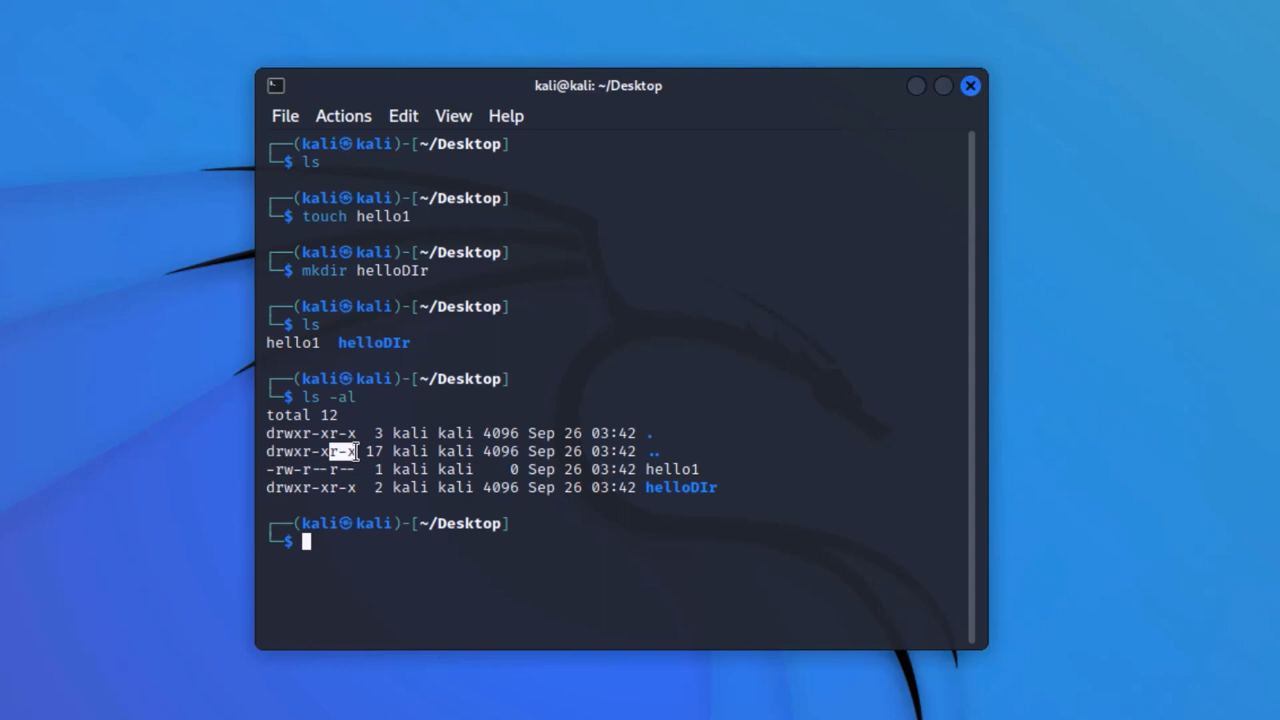 kali@kali: ~/Desktop
File Actions Edit View Help
┌──(kali㉿kali)-[~/Desktop]
└─$ ls
┌──(kali㉿kali)-[~/Desktop]
└─$ touch hello1
┌──(kali㉿kali)-[~/Desktop]
└─$ mkdir helloDIr
┌──(kali㉿kali)-[~/Desktop]
└─$ ls
hello1  helloDIr
┌──(kali㉿kali)-[~/Desktop]
└─$ ls -al
total 12
drwxr-xr-x  3 kali kali 4096 Sep 26 03:42 .
drwxr-xr-x 17 kali kali 4096 Sep 26 03:42 ..
-rw-r--r--  1 kali kali    0 Sep 26 03:42 hello1
drwxr-xr-x  2 kali kali 4096 Sep 26 03:42 helloDIr
┌──(kali㉿kali)-[~/Desktop]
└─$